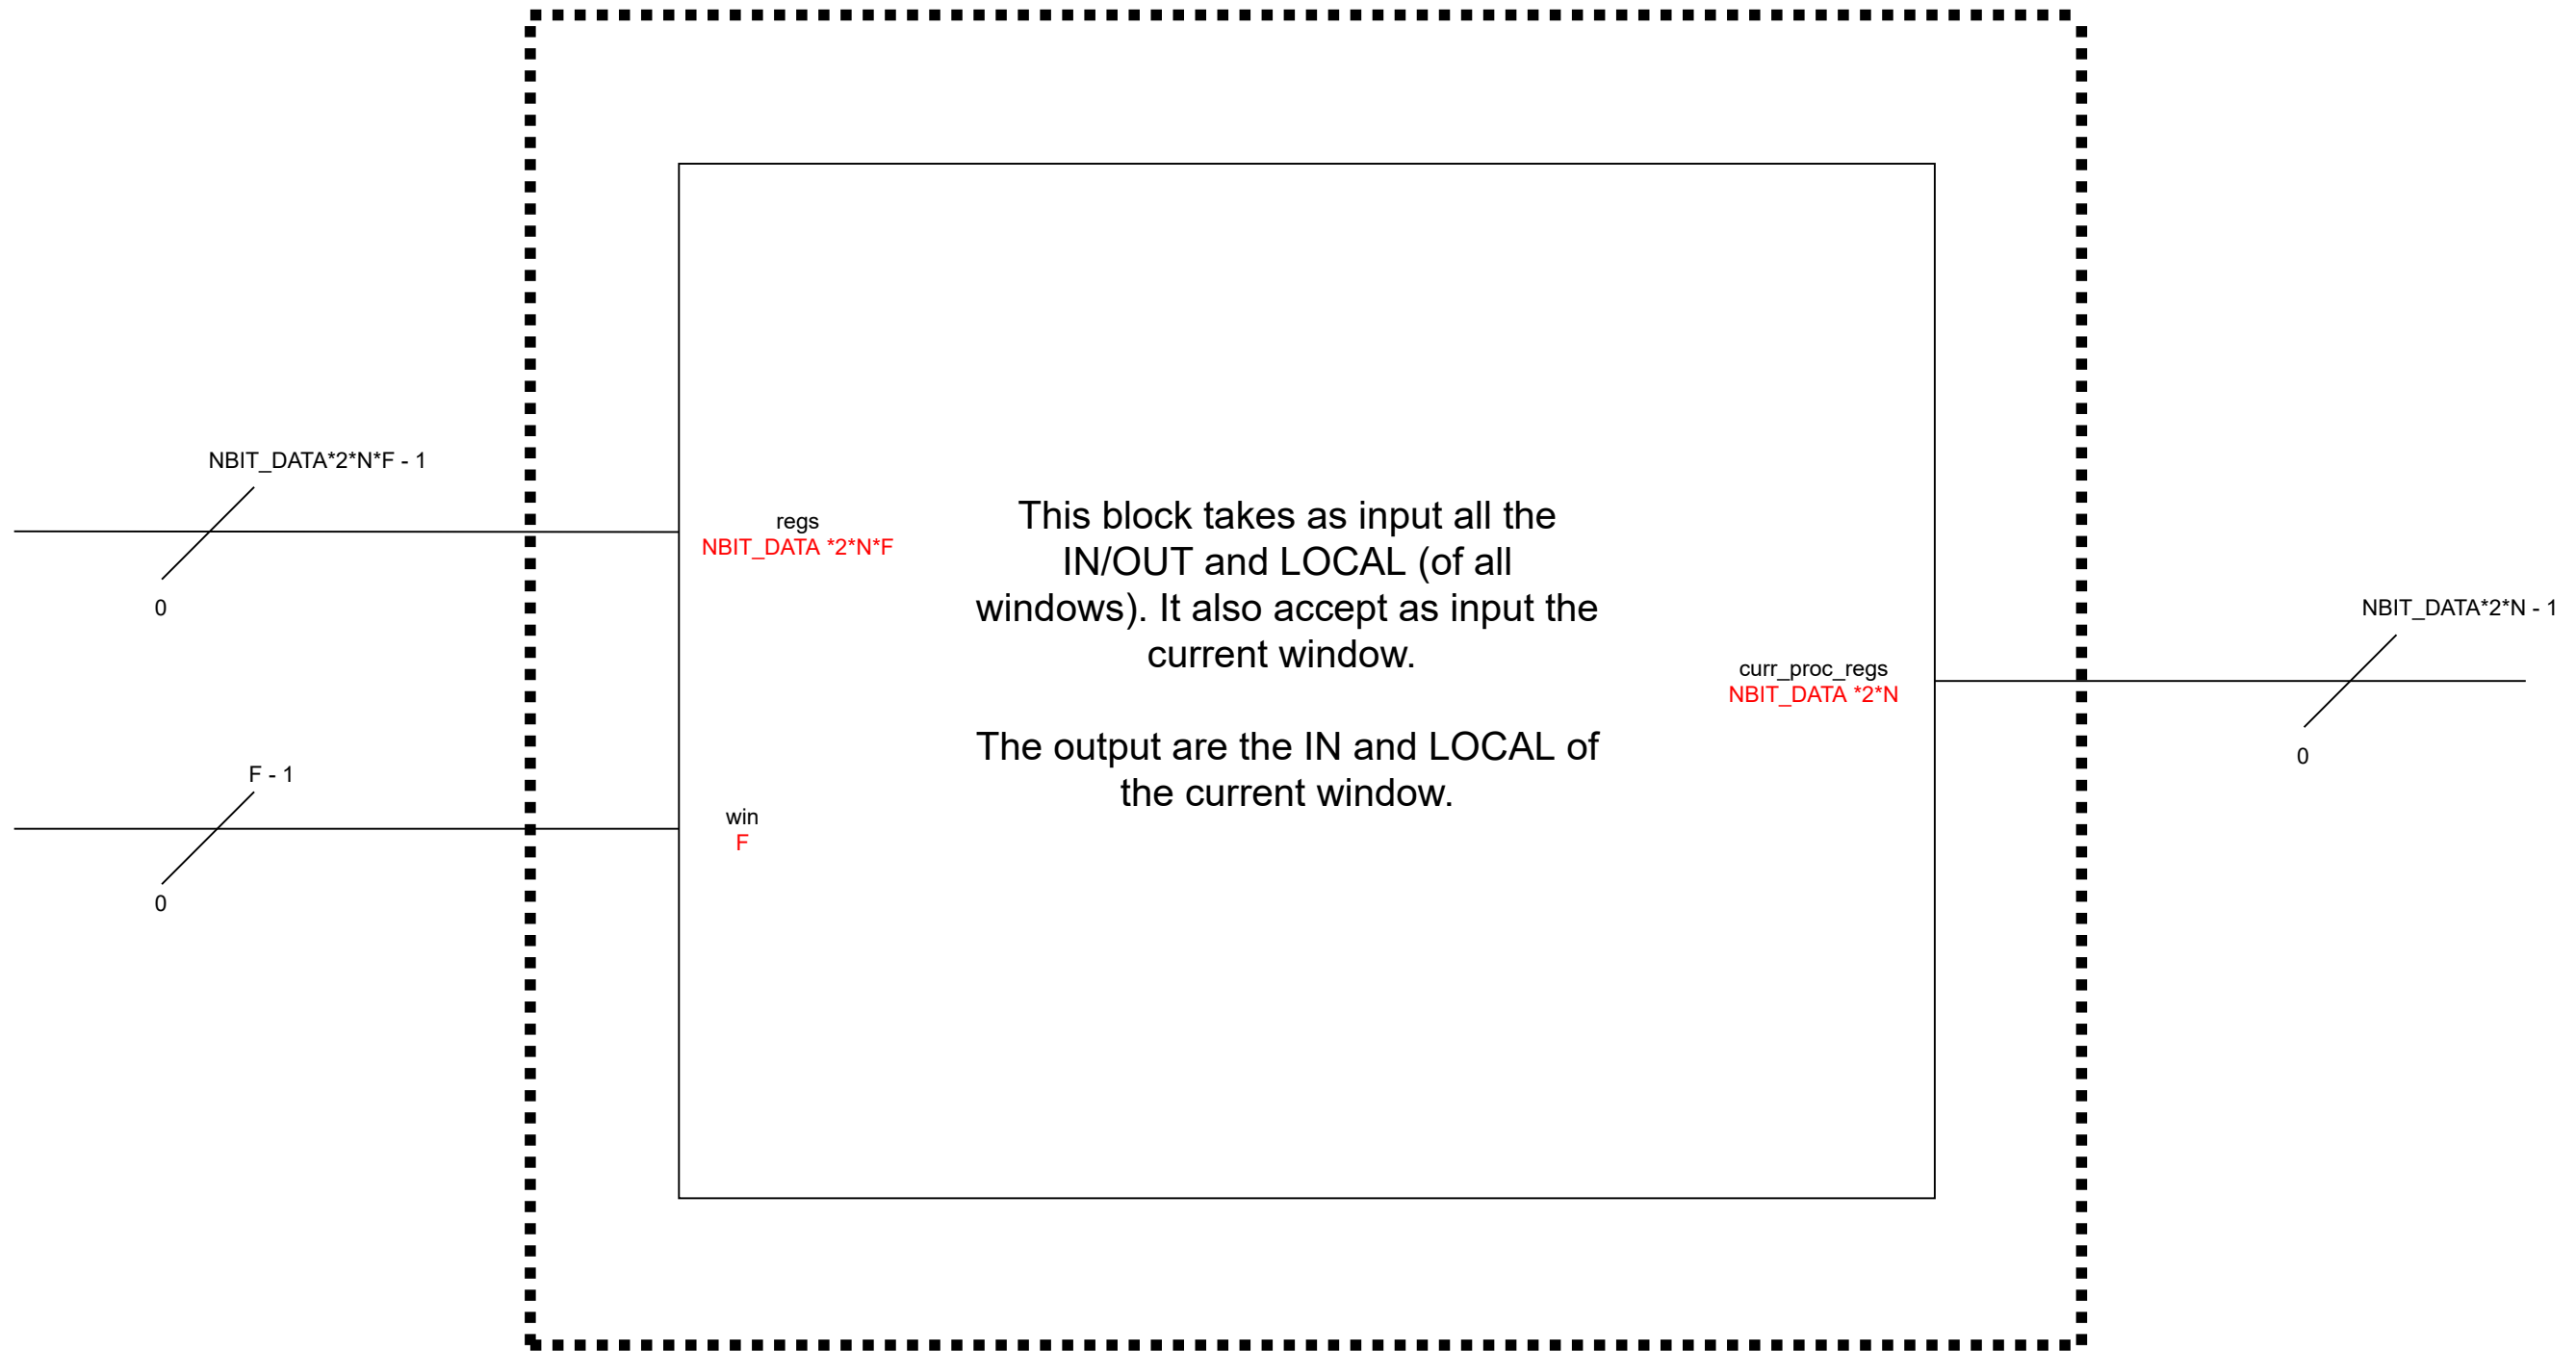 NBIT_DATA*2*N*F - 1
0
regs
NBIT_DATA *2*N*F
F - 1
0
win
F
This block takes as input all the
IN/OUT and LOCAL (of all
windows). It also accept as input the
current window.
The output are the IN and LOCAL of
the current window.
curr_proc_regs
NBIT_DATA *2*N
NBIT_DATA*2*N - 1
0